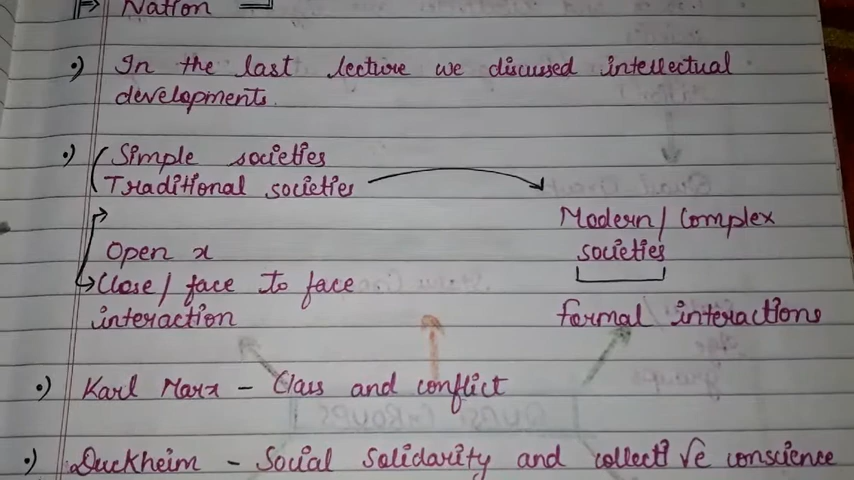 Nation
•) In the last lecture we discussed intellectual
developments.
•) Simple societies
Traditional societies
Modern/Complex
societies
Open x
Close/face to face
interaction
formal interactions
•) Karl Marx - Class and conflict
•) Duckheim - Social Solidarity and collective conscience